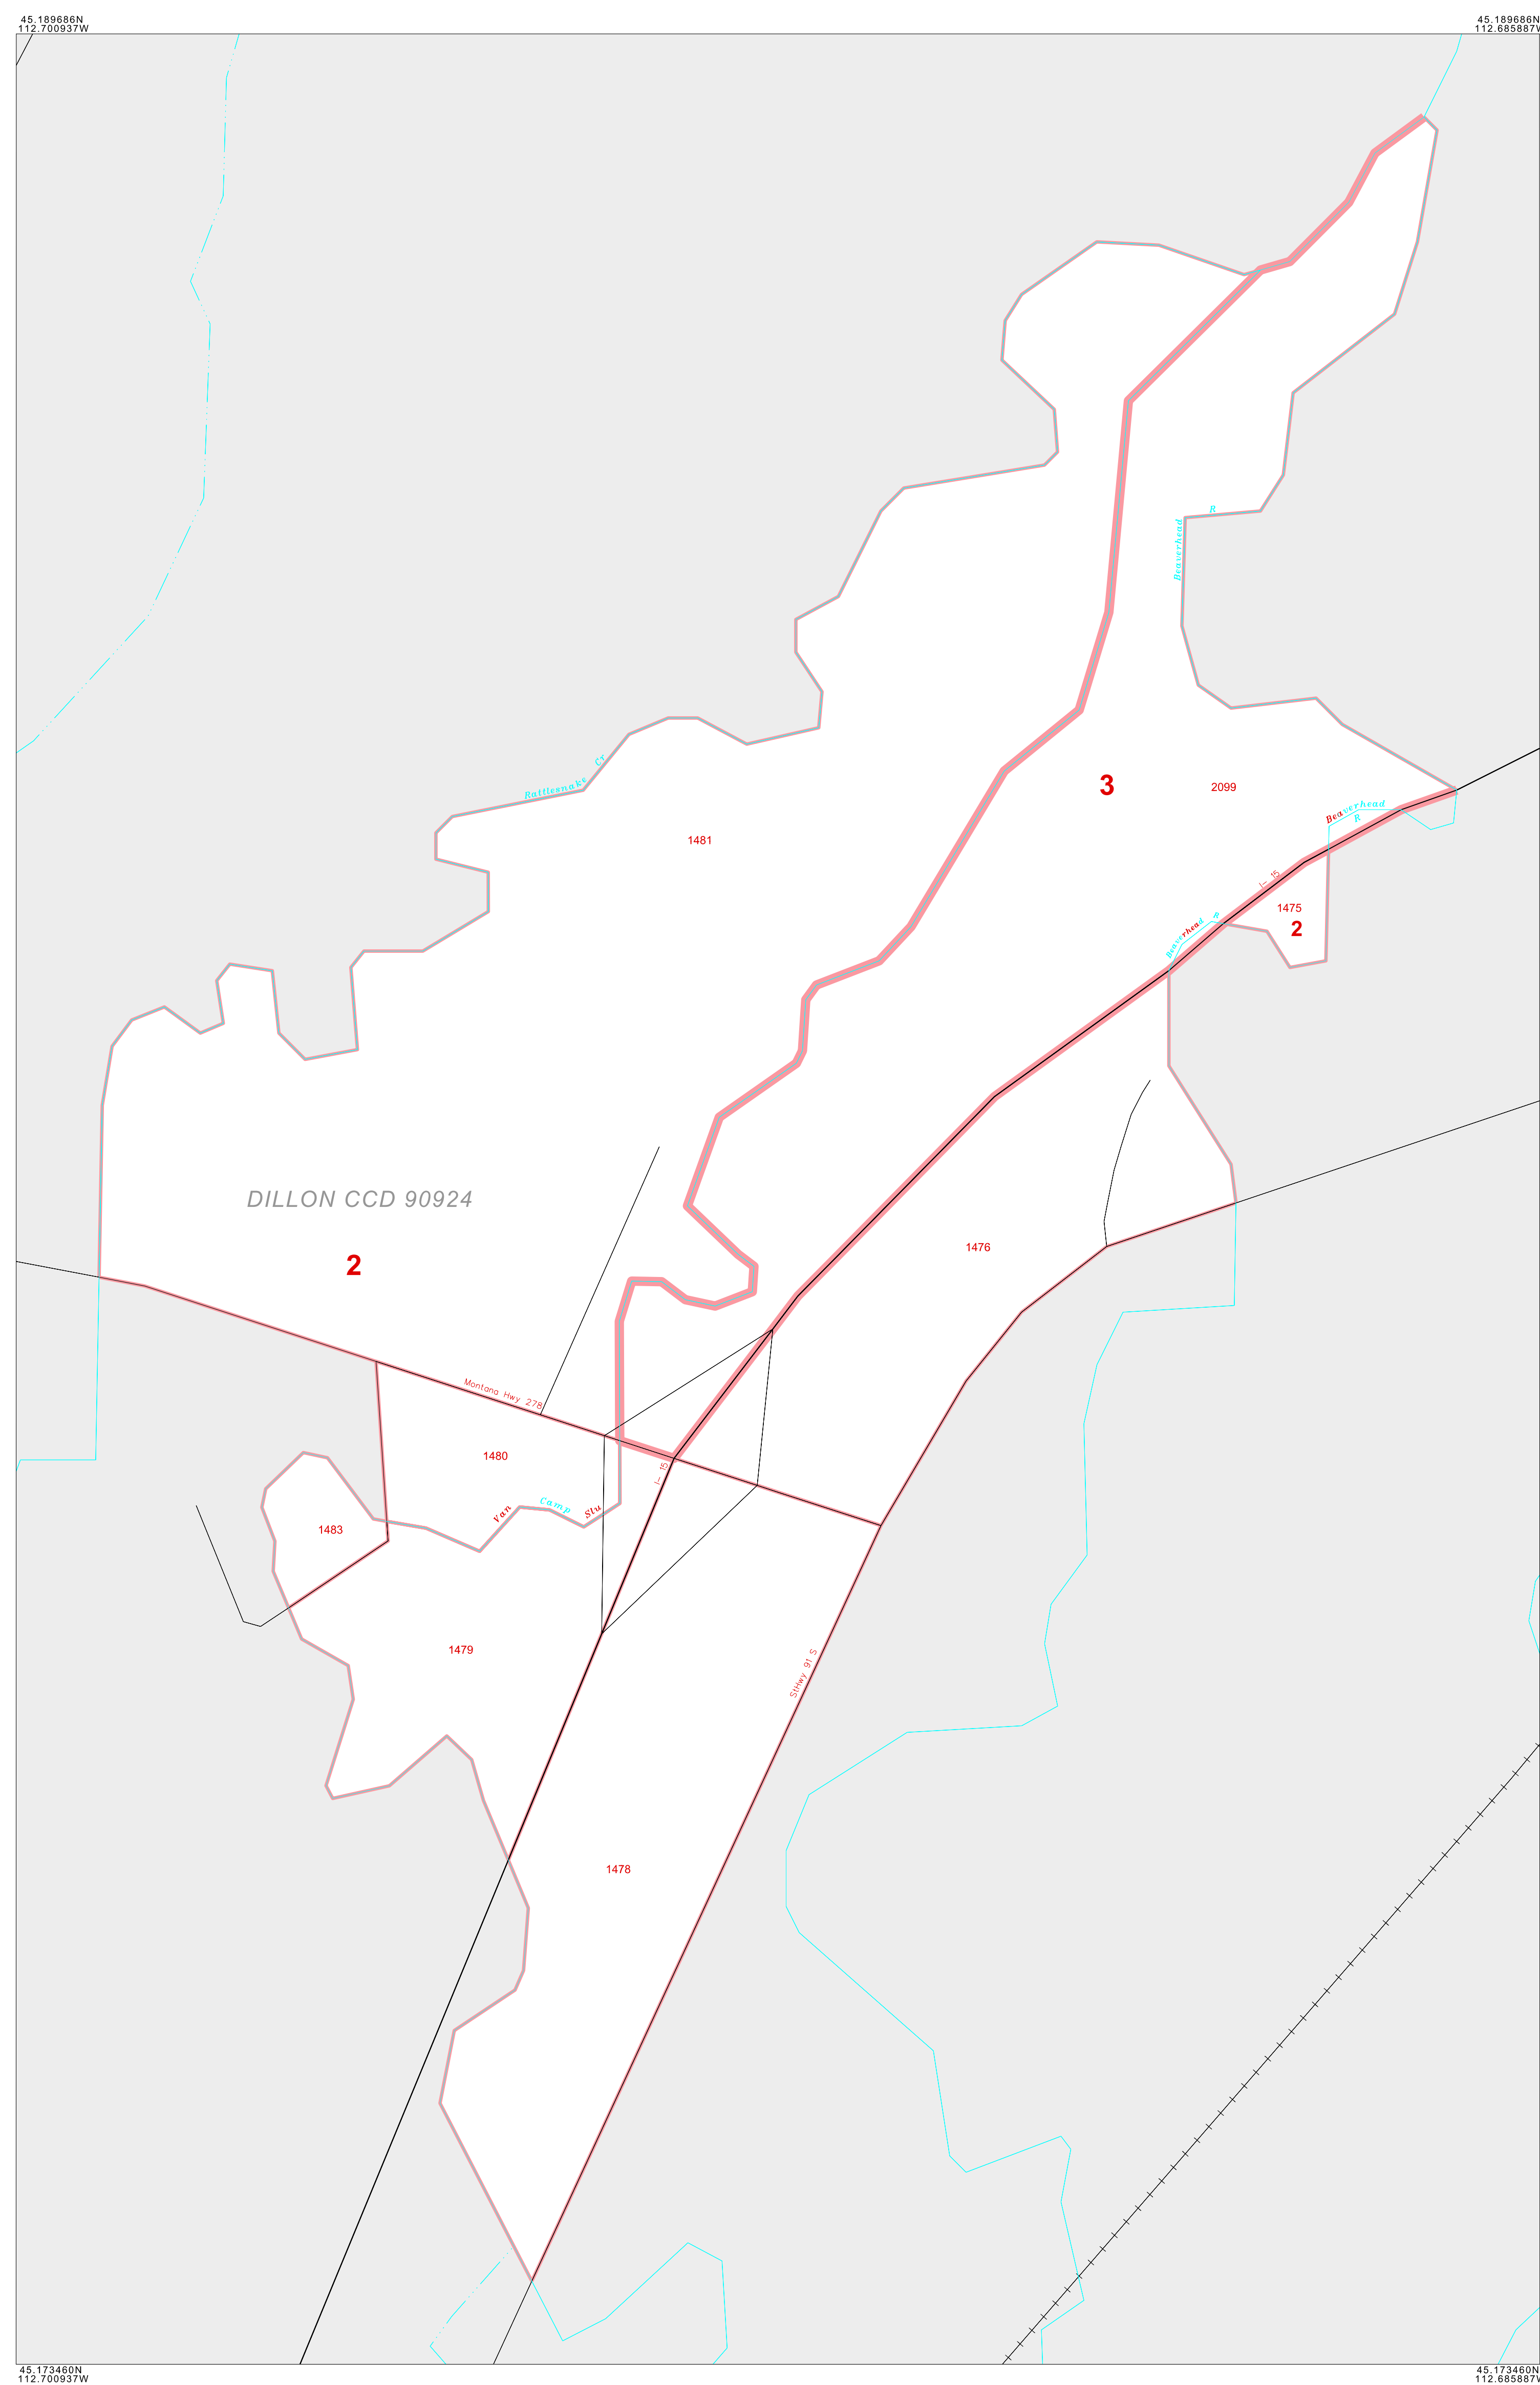 45.189686N
112.700937W
45.189686N
112.685887W
R
Beaverhead
3
2099
Rattlesnake Cr
1481
Beaverhead
R
I- 15
1475
2
Beaverhead R
DILLON CCD 90924
2
1476
Montana Hwy 278
1480
I- 15
Van Camp Slu
1483
1479
StHwy 91 S
1478
45.173460N
112.700937W
45.173460N
112.685887W